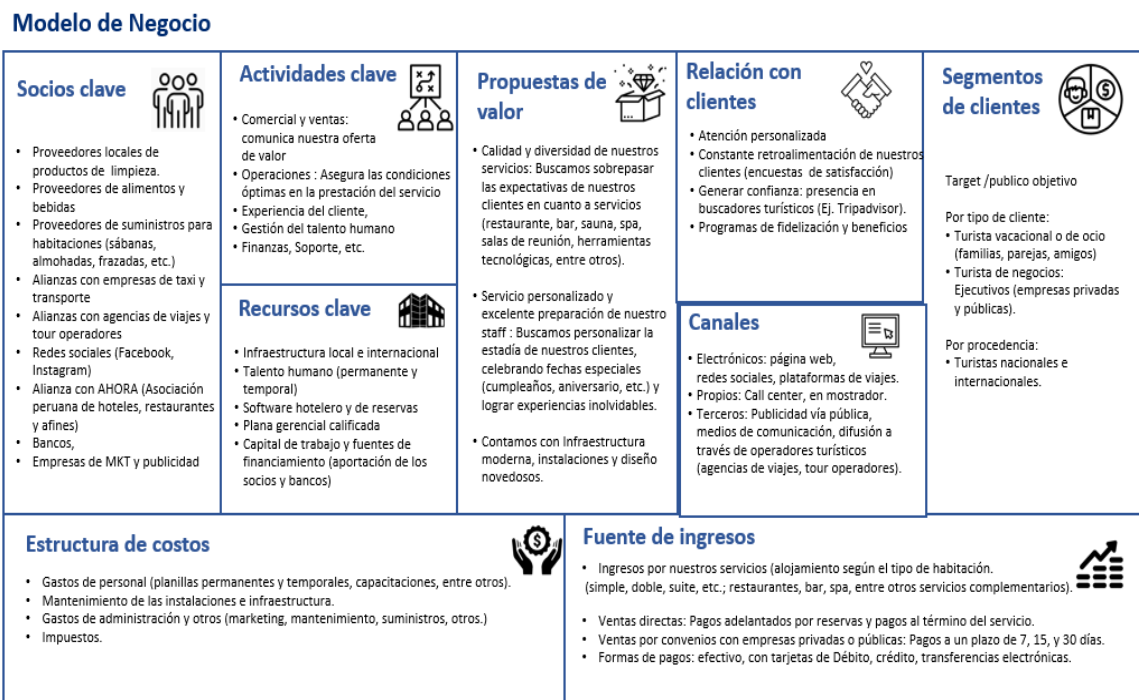 Modelo de Negocio
Socios clave
• Proveedores locales de
productos de limpieza.
• Proveedores de alimentos y
bebidas
• Proveedores de suministros para
habitaciones (sábanas,
almohadas, frazadas, etc.)
• Alianzas con empresas de taxi y
transporte
• Alianzas con agencias de viajes y
tour operadores
• Redes sociales (Facebook,
Instagram)
• Alianza con AHORA (Asociación
peruana de hoteles, restaurantes
y afines)
• Bancos,
• Empresas de MKT y publicidad
Actividades clave
• Comercial y ventas:
comunica nuestra oferta
de valor
• Operaciones : Asegura las condiciones
óptimas en la prestación del servicio
• Experiencia del cliente,
• Gestión del talento humano
• Finanzas, Soporte, etc.
Recursos clave
• Infraestructura local e internacional
• Talento humano (permanente y
temporal)
• Software hotelero y de reservas
• Plana gerencial calificada
• Capital de trabajo y fuentes de
financiamiento (aportación de los
socios y bancos)
Propuestas de
valor
• Calidad y diversidad de nuestros
servicios: Buscamos sobrepasar
las expectativas de nuestros
clientes en cuanto a servicios
(restaurante, bar, sauna, spa,
salas de reunión, herramientas
tecnológicas, entre otros).
• Servicio personalizado y
excelente preparación de nuestro
staff : Buscamos personalizar la
estadía de nuestros clientes,
celebrando fechas especiales
(cumpleaños, aniversario, etc.) y
lograr experiencias inolvidables.
• Contamos con Infraestructura
moderna, instalaciones y diseño
novedosos.
Relación con
clientes
• Atención personalizada
• Constante retroalimentación de nuestros
clientes (encuestas de satisfacción)
• Generar confianza: presencia en
buscadores turísticos (Ej. Tripadvisor).
• Programas de fidelización y beneficios
Canales
• Electrónicos: página web,
redes sociales, plataformas de viajes.
• Propios: Call center, en mostrador.
• Terceros: Publicidad vía pública,
medios de comunicación, difusión a
través de operadores turísticos
(agencias de viajes, tour operadores).
Segmentos
de clientes
Target /publico objetivo
Por tipo de cliente:
• Turista vacacional o de ocio
(familias, parejas, amigos)
• Turista de negocios:
Ejecutivos (empresas privadas
y públicas).
Por procedencia:
• Turistas nacionales e
internacionales.
Estructura de costos
• Gastos de personal (planillas permanentes y temporales, capacitaciones, entre otros).
• Mantenimiento de las instalaciones e infraestructura.
• Gastos de administración y otros (marketing, mantenimiento, suministros, otros.)
• Impuestos.
Fuente de ingresos
• Ingresos por nuestros servicios (alojamiento según el tipo de habitación.
(simple, doble, suite, etc.; restaurantes, bar, spa, entre otros servicios complementarios).
• Ventas directas: Pagos adelantados por reservas y pagos al término del servicio.
• Ventas por convenios con empresas privadas o públicas: Pagos a un plazo de 7, 15, y 30 días.
• Formas de pagos: efectivo, con tarjetas de Débito, crédito, transferencias electrónicas.